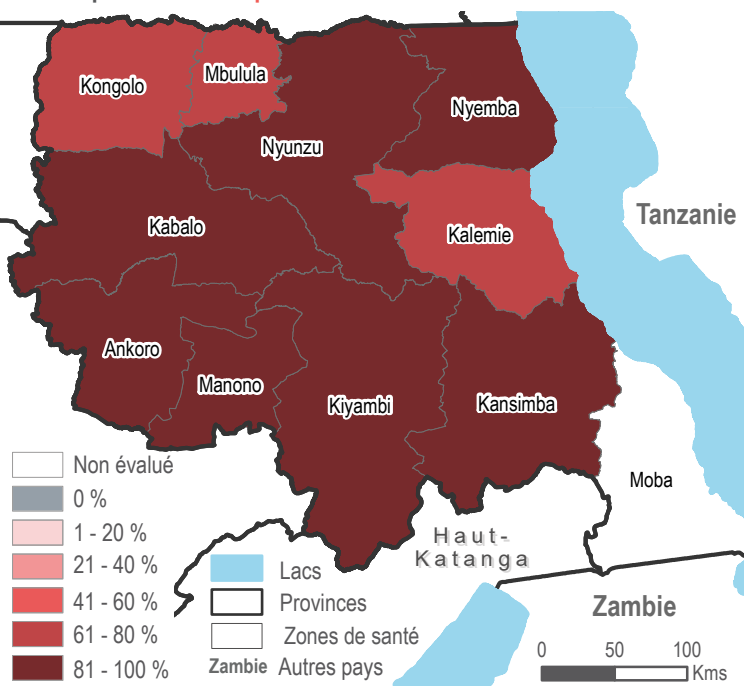 Kongolo
Mbulula
Nyemba
Nyunzu
Tanzanie
Kabalo
Kalemie
Ankoro
Manono
Kiyambi
Kansimba
Moba
Haut-
Katanga
Zambie
Non évalué
0 %
1 - 20 %
21 - 40 %
41 - 60 %
61 - 80 %
81 - 100 %
Lacs
Provinces
Zones de santé
Zambie Autres pays
0 50 100
Kms